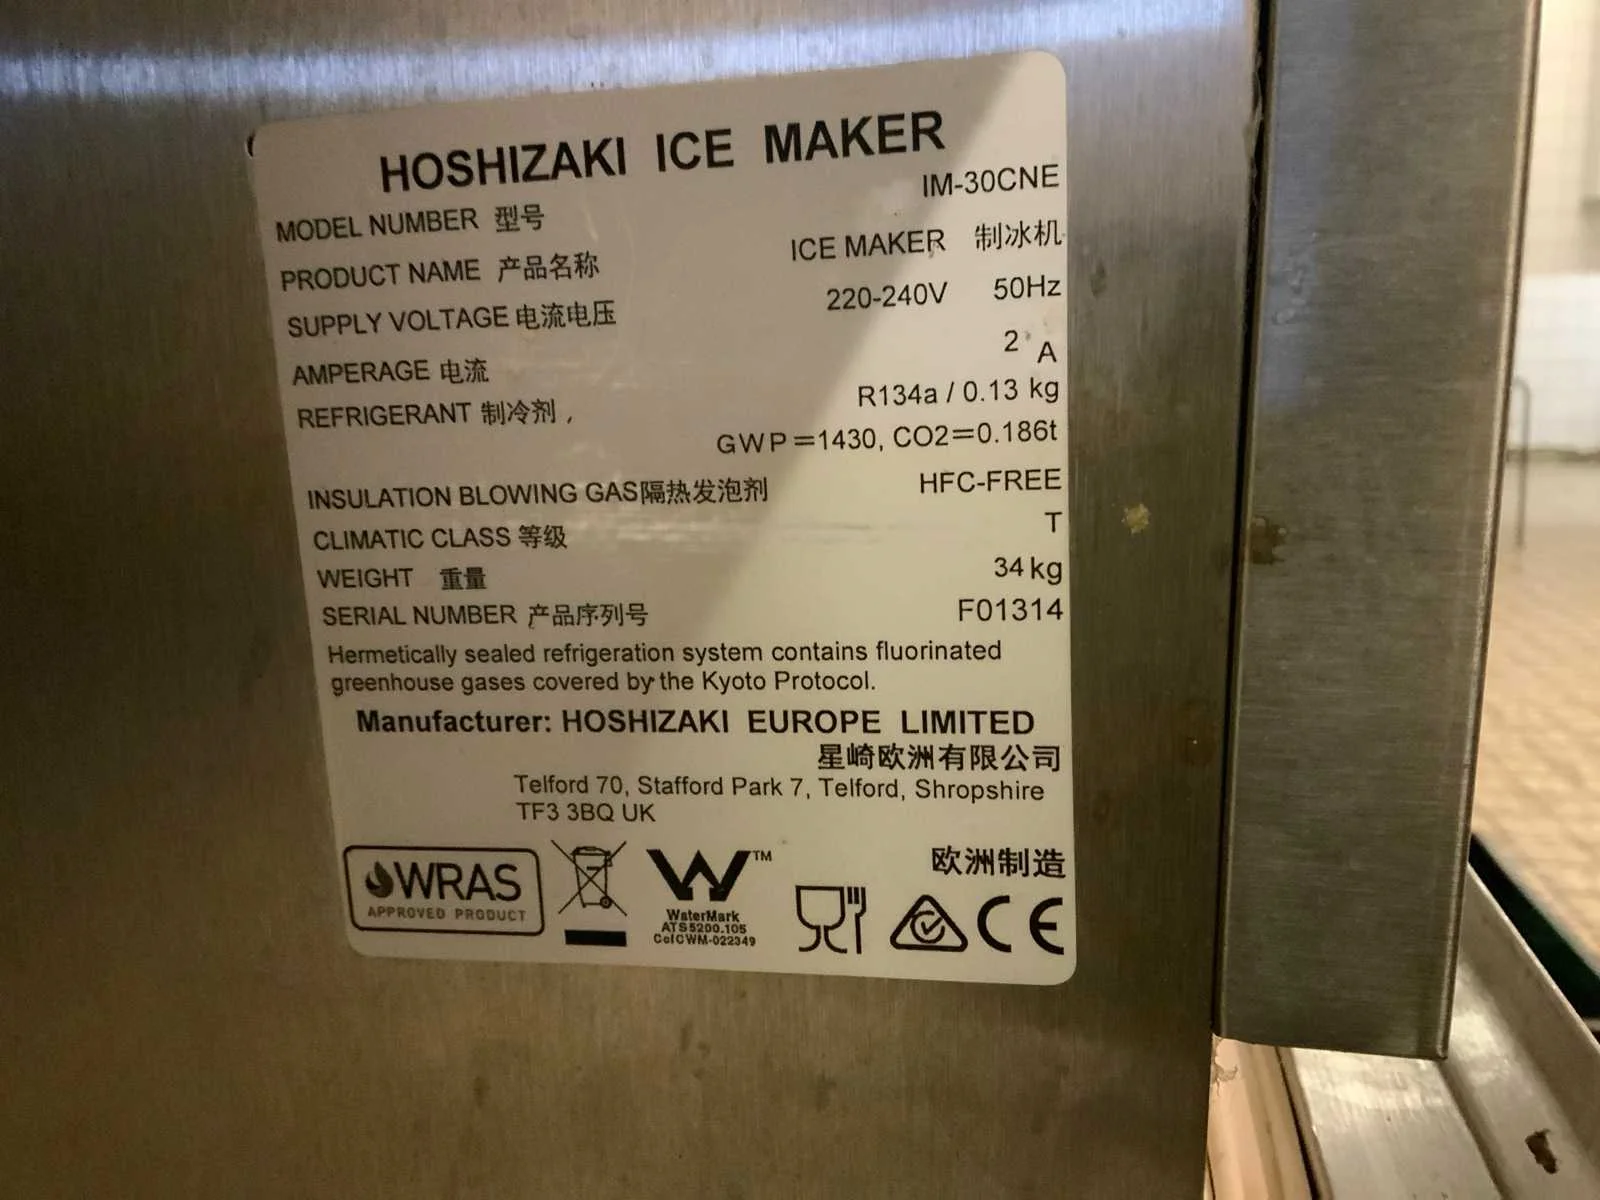 HOSHIZAKI ICE MAKER
MODEL NUMBER 型号 IM-30CNE
PRODUCT NAME 产品名称 ICE MAKER 制冰机
SUPPLY VOLTAGE 电流电压 220-240V 50Hz
AMPERAGE 电流 2 A
REFRIGERANT 制冷剂, R134a / 0.13 kg
GWP=1430, CO2=0.186t
INSULATION BLOWING GAS隔热发泡剂 HFC-FREE
CLIMATIC CLASS 等级 T
WEIGHT 重量 34 kg
SERIAL NUMBER 产品序列号 F01314
Hermetically sealed refrigeration system contains fluorinated
greenhouse gases covered by the Kyoto Protocol.
Manufacturer: HOSHIZAKI EUROPE LIMITED
星崎欧洲有限公司
Telford 70, Stafford Park 7, Telford, Shropshire
TF3 3BQ UK
欧洲制造
WRAS
APPROVED PRODUCT
TM
WaterMark
ATS5200.105
CofCWM-022349
CE